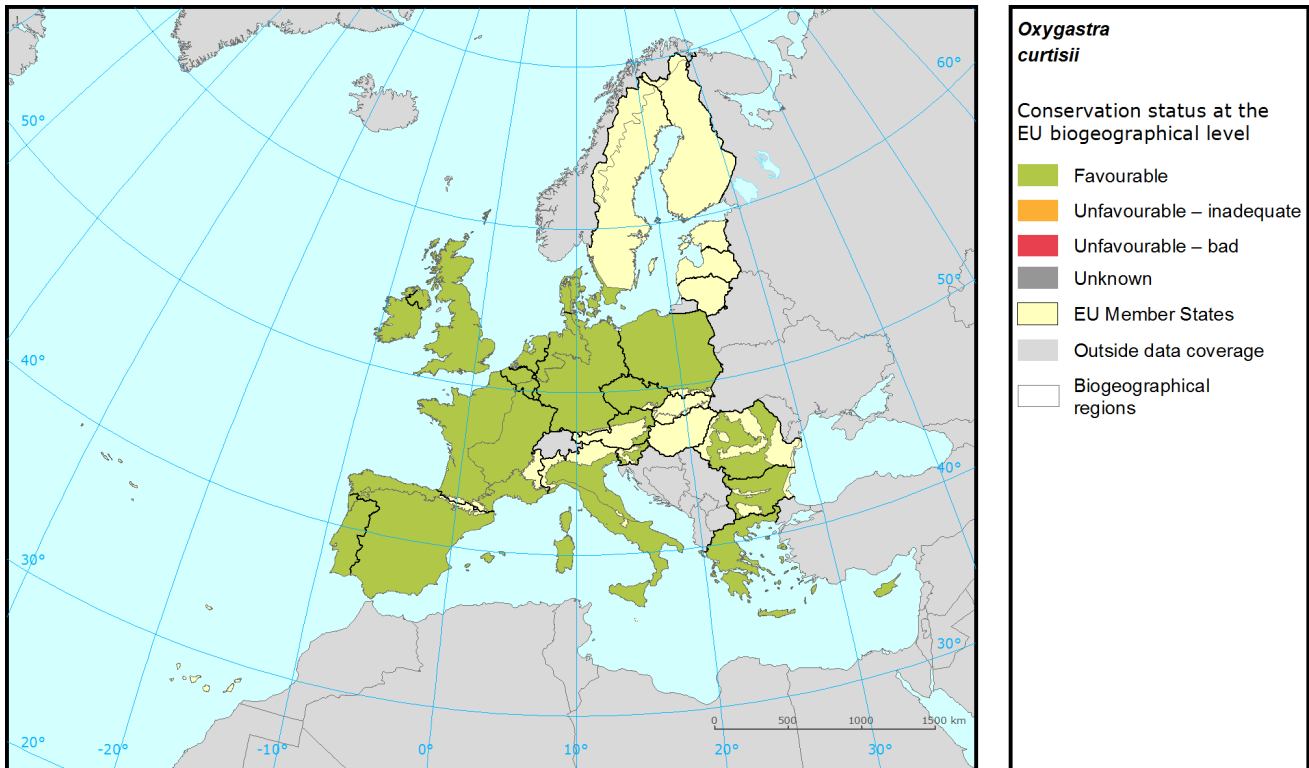 Oxygastra
curtisii
Conservation status at the
EU biogeographical level
Favourable
Unfavourable – inadequate
Unfavourable – bad
Unknown
EU Member States
Outside data coverage
Biogeographical
regions
60°
50°
50°
40°
40°
30°
30°
0 500 1000 1500 km
20° -20° -10° 0° 10° 20° 30°